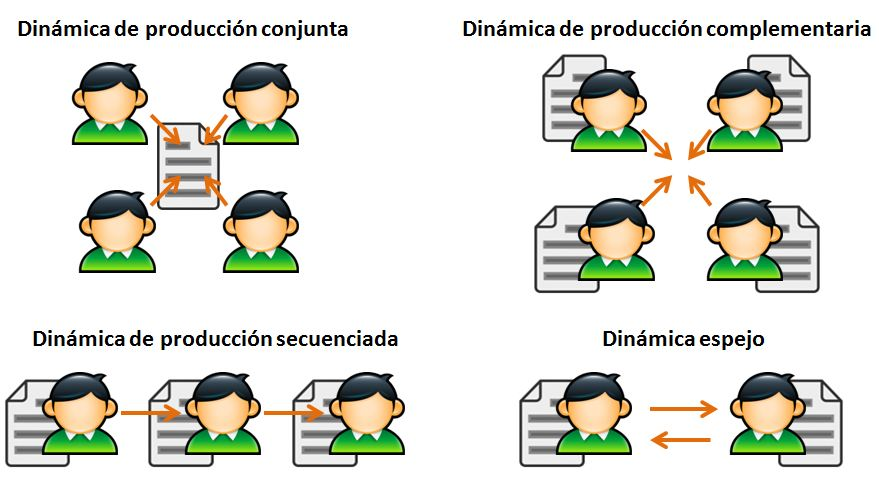 Dinámica de producción conjunta
Dinámica de producción complementaria
Dinámica de producción secuenciada
Dinámica espejo